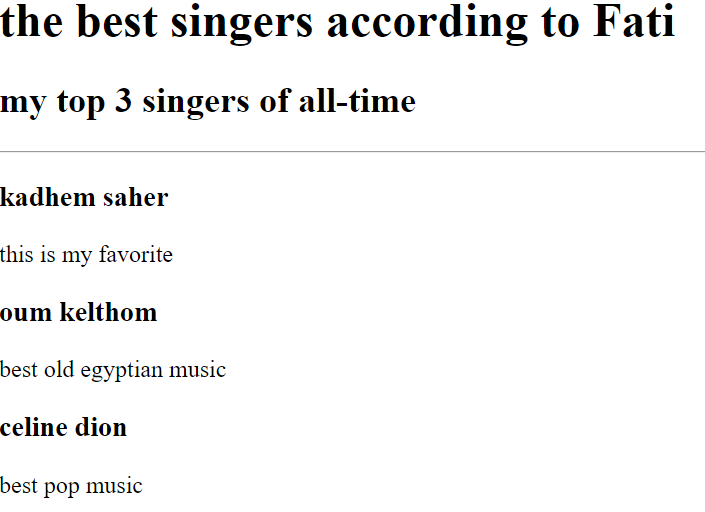 the best singers according to Fati
my top 3 singers of all-time
kadhem saher
this is my favorite
oum kelthom
best old egyptian music
celine dion
best pop music